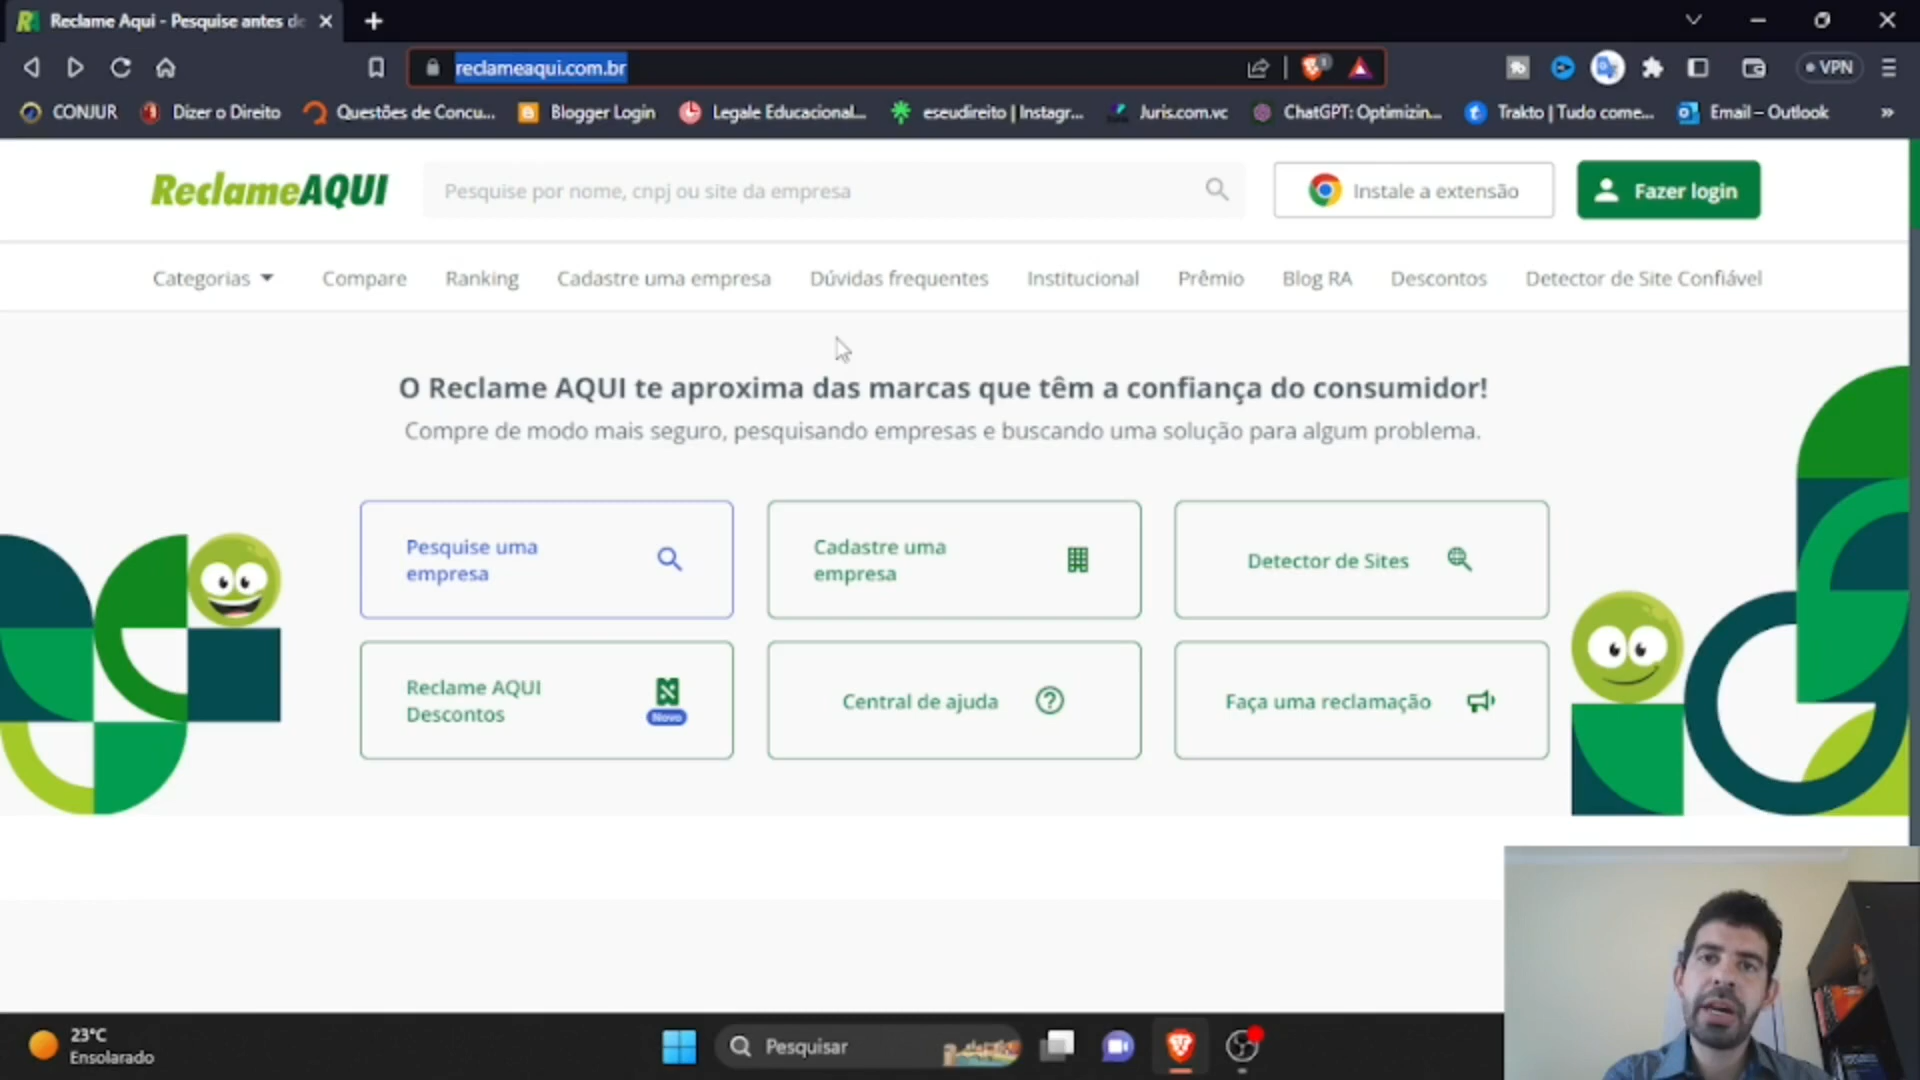 Reclame Aqui - Pesquise antes de
reclameaqui.com.br
1
VPN
CONJUR
Dizer o Direito
Questões de Concu...
Blogger Login
Legale Educacional...
eseudireito | Instagr...
Juris.com.vc
ChatGPT: Optimizin...
Trakto | Tudo come...
Email – Outlook
»
ReclameAQUI
Pesquise por nome, cnpj ou site da empresa
Instale a extensão
Fazer login
Categorias
Compare
Ranking
Cadastre uma empresa
Dúvidas frequentes
Institucional
Prêmio
Blog RA
Descontos
Detector de Site Confiável
O Reclame AQUI te aproxima das marcas que têm a confiança do consumidor!
Compre de modo mais seguro, pesquisando empresas e buscando uma solução para algum problema.
Pesquise uma
empresa
Cadastre uma
empresa
Detector de Sites
Reclame AQUI
Descontos
Novo
Central de ajuda
Faça uma reclamação
23°C
Ensolarado
Pesquisar